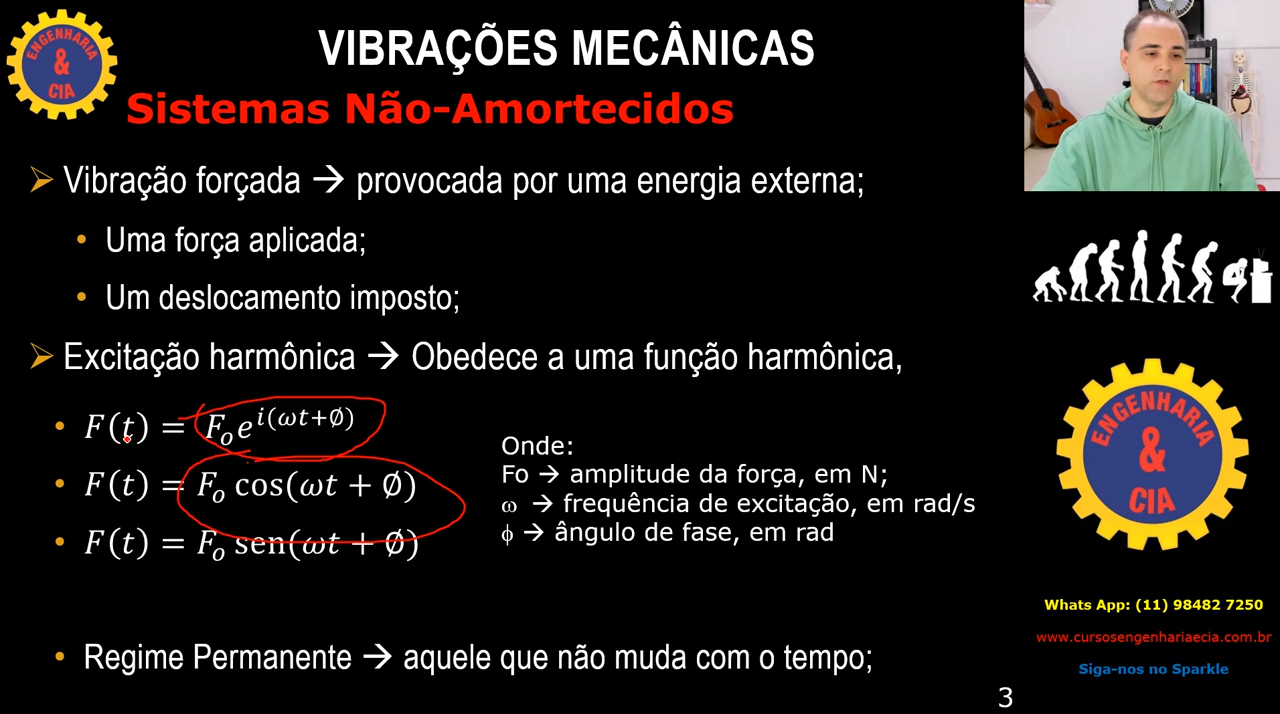 ENGENHARIA
&
CIA
VIBRAÇÕES MECÂNICAS
Sistemas Não-Amortecidos
Vibração forçada → provocada por uma energia externa;
• Uma força aplicada;
• Um deslocamento imposto;
Excitação harmônica → Obedece a uma função harmônica,
• F(t) = Fₒe^{i(ωt+∅)}
• F(t) = Fₒ cos(ωt + ∅)
• F(t) = Fₒ sen(ωt + ∅)
Onde:
Fo → amplitude da força, em N;
ω → frequência de excitação, em rad/s
ϕ → ângulo de fase, em rad
• Regime Permanente → aquele que não muda com o tempo;
3
ENGENHARIA
&
CIA
Whats App: (11) 98482 7250
www.cursosengenhariaecia.com.br
Siga-nos no Sparkle